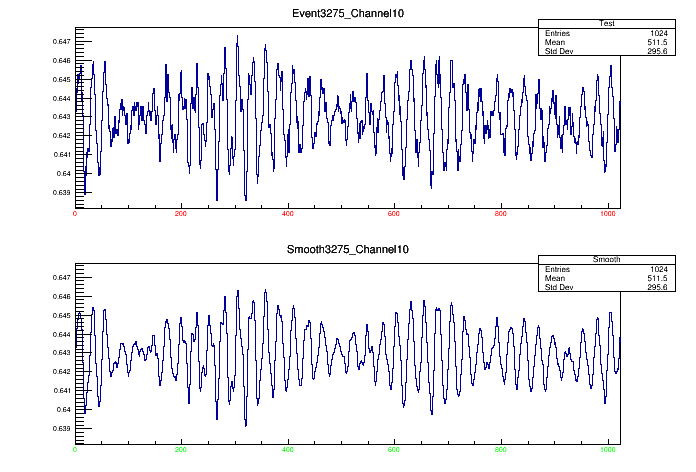 Event3275_Channel10
Test
Entries 1024
Mean 511.5
Std Dev 295.6
0.647
0.646
0.645
0.644
0.643
0.642
0.641
0.64
0.639
0 200 400 600 800 1000
Smooth3275_Channel10
Smooth
Entries 1024
Mean 511.5
Std Dev 295.6
0.647
0.646
0.645
0.644
0.643
0.642
0.641
0.64
0.639
0 200 400 600 800 1000